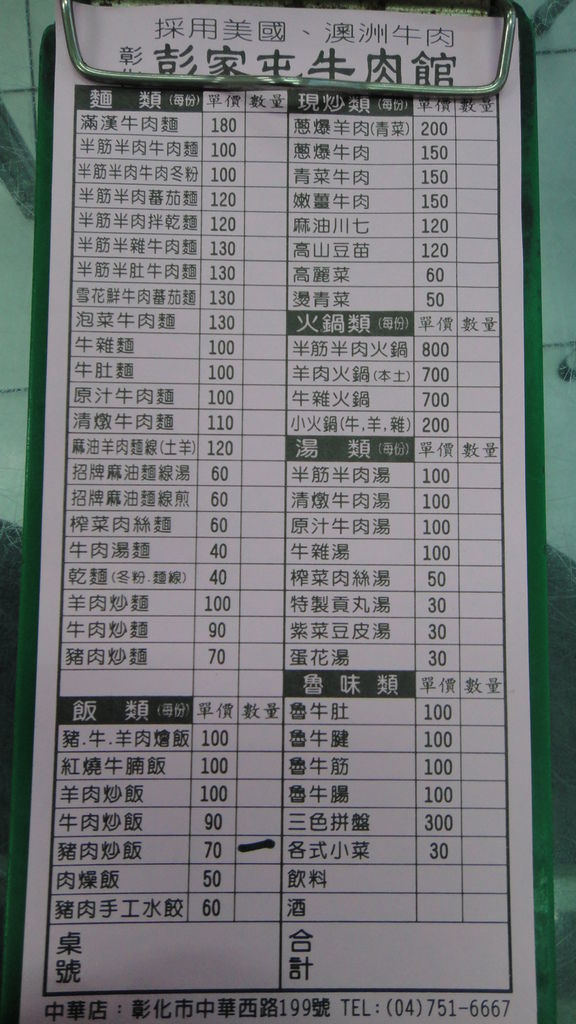 採用美國、澳洲牛肉
彰化 彭家屯牛肉館
麵 類(每份) 單價 數量
滿漢牛肉麵 180
半筋半肉牛肉麵 100
半筋半肉牛肉冬粉 100
半筋半肉蕃茄麵 120
半筋半肉拌乾麵 120
半筋半雜牛肉麵 130
半筋半肚牛肉麵 130
雪花鮮牛肉蕃茄麵 130
泡菜牛肉麵 130
牛雜麵 100
牛肚麵 100
原汁牛肉麵 100
清燉牛肉麵 110
麻油羊肉麵線(土羊) 120
招牌麻油麵線湯 60
招牌麻油麵線煎 60
榨菜肉絲麵 60
牛肉湯麵 40
乾麵(冬粉.麵線) 40
羊肉炒麵 100
牛肉炒麵 90
豬肉炒麵 70
飯 類(每份) 單價 數量
豬.牛.羊肉燴飯 100
紅燒牛腩飯 100
羊肉炒飯 100
牛肉炒飯 90
豬肉炒飯 70 一
肉燥飯 50
豬肉手工水餃 60
桌號
現炒類(每份) 單價 數量
蔥爆羊肉(青菜) 200
蔥爆牛肉 150
青菜牛肉 150
嫩薑牛肉 150
麻油川七 120
高山豆苗 120
高麗菜 60
燙青菜 50
火鍋類(每份) 單價 數量
半筋半肉火鍋 800
羊肉火鍋(本土) 700
牛雜火鍋 700
小火鍋(牛,羊,雜) 200
湯 類(每份) 單價 數量
半筋半肉湯 100
清燉牛肉湯 100
原汁牛肉湯 100
牛雜湯 100
榨菜肉絲湯 50
特製貢丸湯 30
紫菜豆皮湯 30
蛋花湯 30
魯 味 類 單價 數量
魯牛肚 100
魯牛腱 100
魯牛筋 100
魯牛腸 100
三色拼盤 300
各式小菜 30
飲料
酒
合計
中華店：彰化市中華西路199號 TEL:(04)751-6667